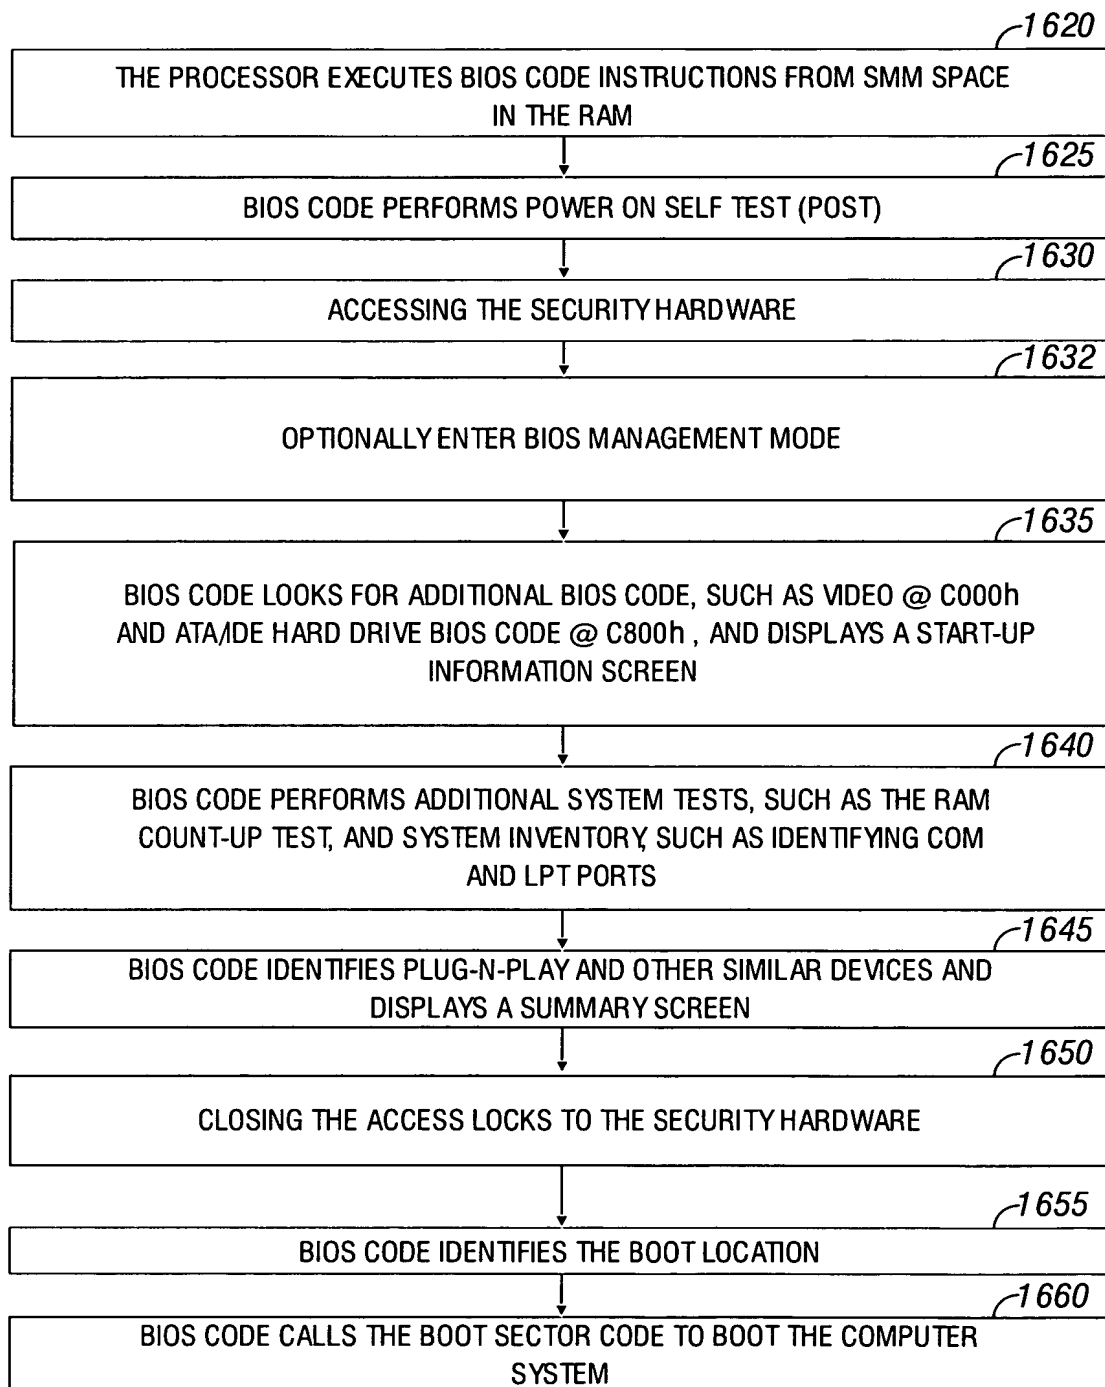 1620
THE PROCESSOR EXECUTES BIOS CODE INSTRUCTIONS FROM SMM SPACE
IN THE RAM
1625
BIOS CODE PERFORMS POWER ON SELF TEST (POST)
1630
ACCESSING THE SECURITY HARDWARE
1632
OPTIONALLY ENTER BIOS MANAGEMENT MODE
1635
BIOS CODE LOOKS FOR ADDITIONAL BIOS CODE, SUCH AS VIDEO @ C000h
AND ATA/IDE HARD DRIVE BIOS CODE @ C800h , AND DISPLAYS A START-UP
INFORMATION SCREEN
1640
BIOS CODE PERFORMS ADDITIONAL SYSTEM TESTS, SUCH AS THE RAM
COUNT-UP TEST, AND SYSTEM INVENTORY, SUCH AS IDENTIFYING COM
AND LPT PORTS
1645
BIOS CODE IDENTIFIES PLUG-N-PLAY AND OTHER SIMILAR DEVICES AND
DISPLAYS A SUMMARY SCREEN
1650
CLOSING THE ACCESS LOCKS TO THE SECURITY HARDWARE
1655
BIOS CODE IDENTIFIES THE BOOT LOCATION
1660
BIOS CODE CALLS THE BOOT SECTOR CODE TO BOOT THE COMPUTER
SYSTEM